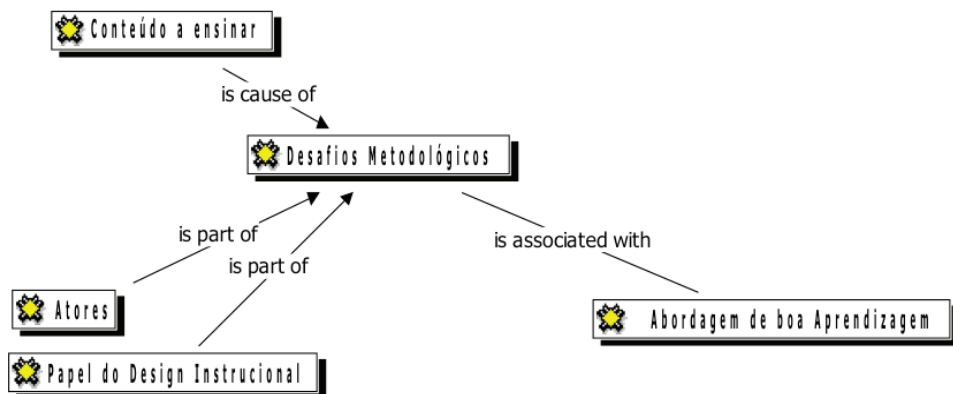 Conteúdo a ensinar
is cause of
Desafios Metodológicos
is part of
is part of
is associated with
Atores
Abordagem de boa Aprendizagem
Papel do Design Instrucional